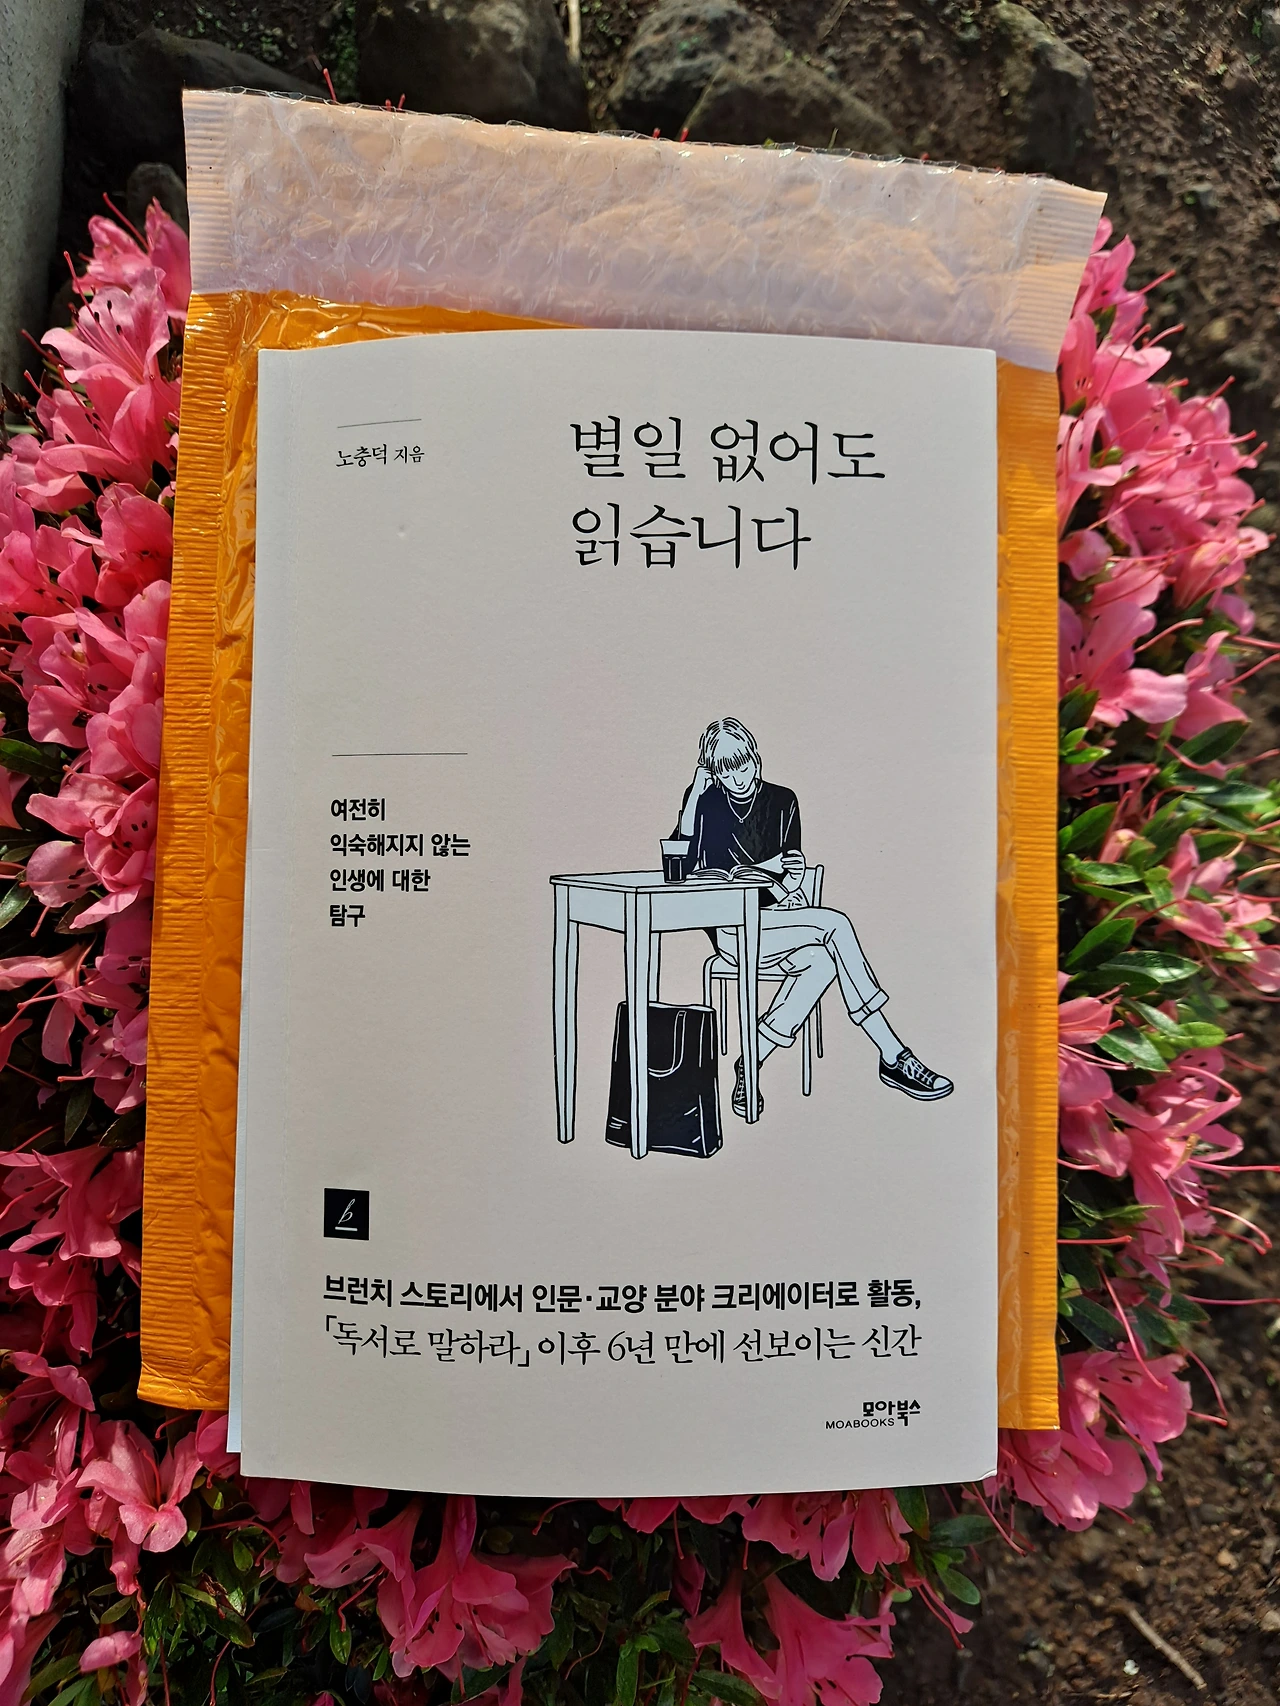 노충덕 지음
별일 없어도
읽습니다
여전히
익숙해지지 않는
인생에 대한
탐구
b
브런치 스토리에서 인문·교양 분야 크리에이터로 활동,
「독서로 말하라」 이후 6년 만에 선보이는 신간
모아북스
MOABOOKS